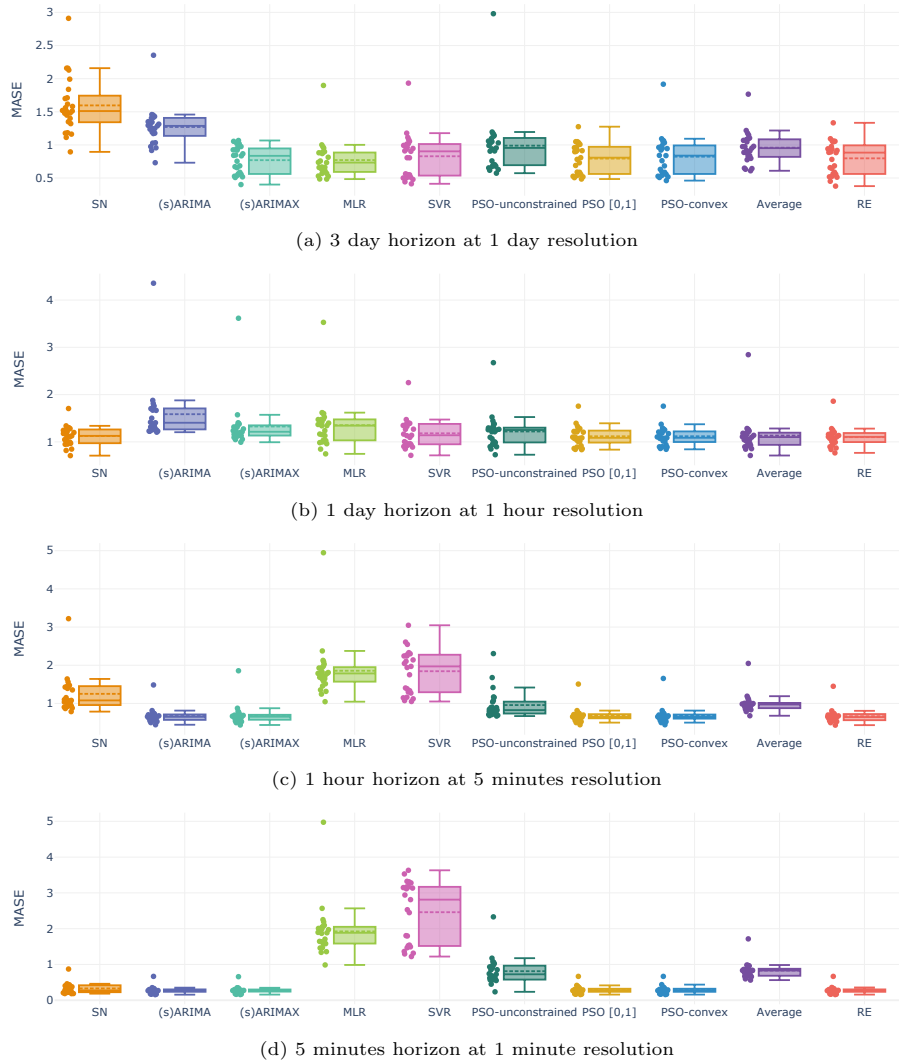 3
2.5
2
1.5
1
0.5
MASE
SN (s)ARIMA (s)ARIMAX MLR SVR PSO-unconstrained PSO [0,1] PSO-convex Average RE
(a) 3 day horizon at 1 day resolution
4
3
2
1
MASE
SN (s)ARIMA (s)ARIMAX MLR SVR PSO-unconstrained PSO [0,1] PSO-convex Average RE
(b) 1 day horizon at 1 hour resolution
5
4
3
2
1
MASE
SN (s)ARIMA (s)ARIMAX MLR SVR PSO-unconstrained PSO [0,1] PSO-convex Average RE
(c) 1 hour horizon at 5 minutes resolution
5
4
3
2
1
0
MASE
SN (s)ARIMA (s)ARIMAX MLR SVR PSO-unconstrained PSO [0,1] PSO-convex Average RE
(d) 5 minutes horizon at 1 minute resolution